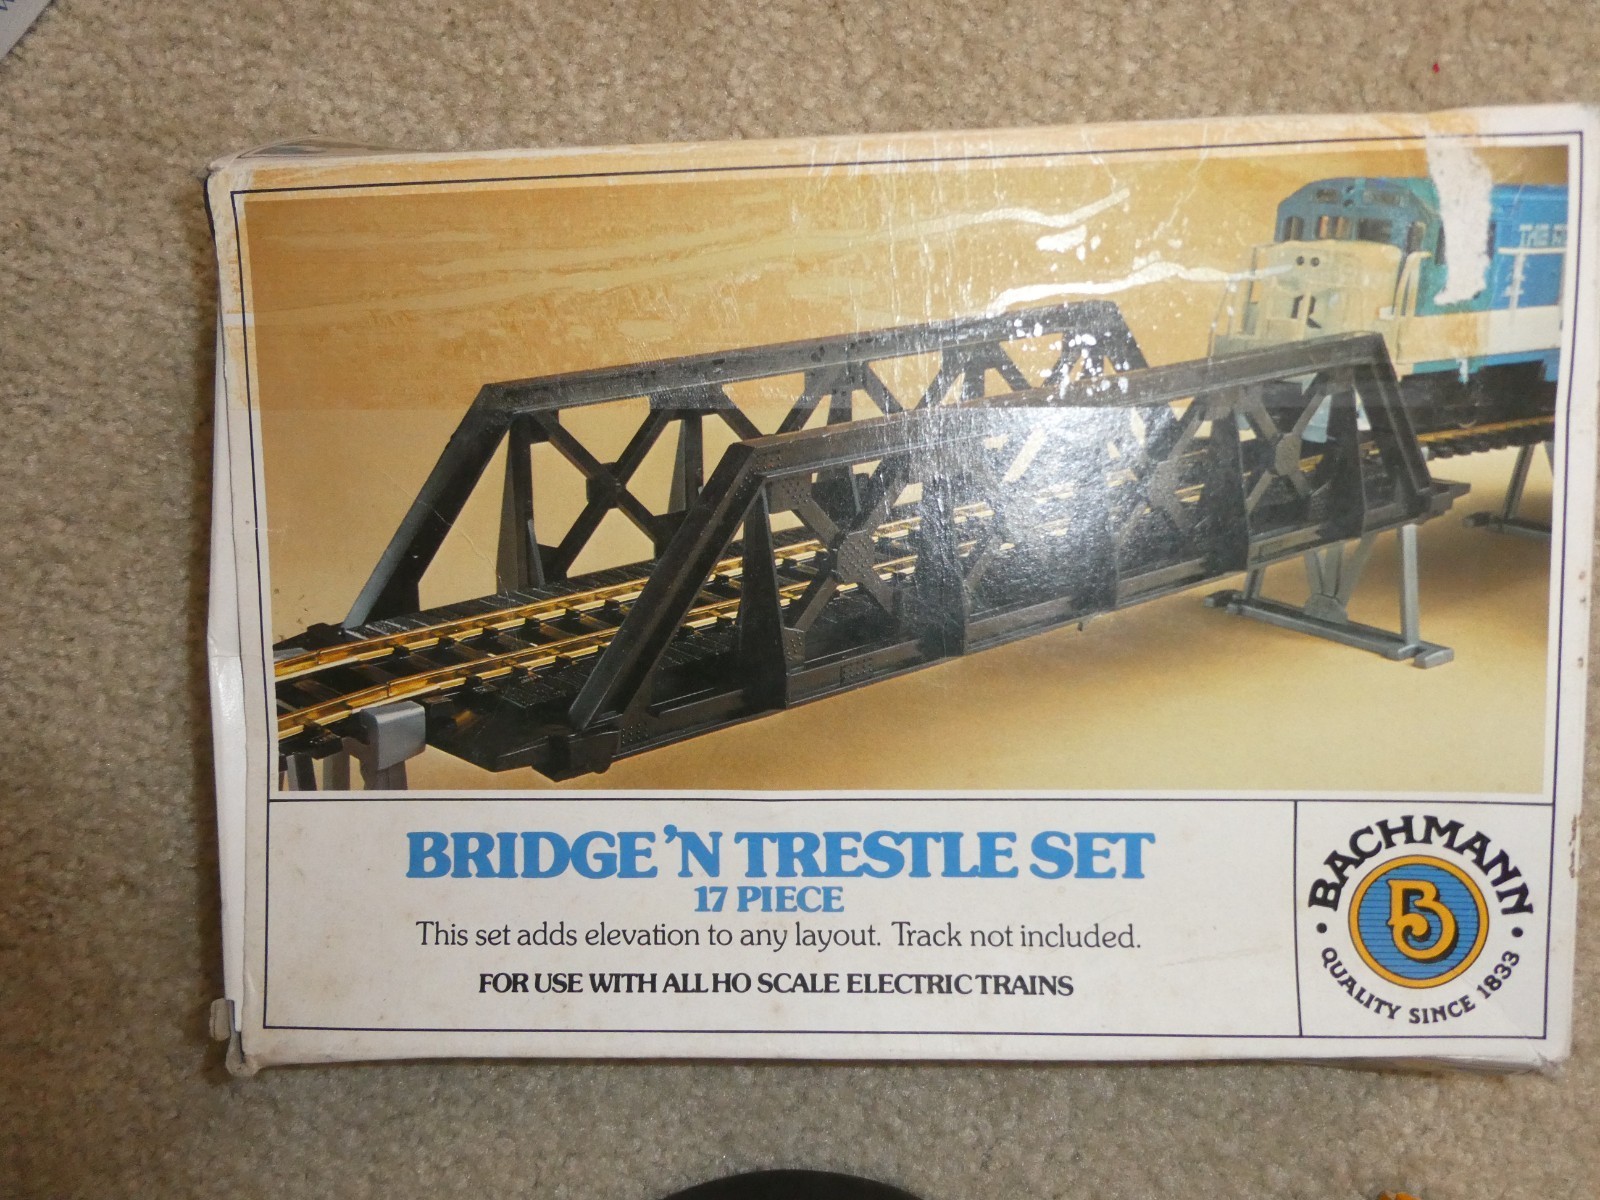 BRIDGE 'N TRESTLE SET
17 PIECE
This set adds elevation to any layout. Track not included.
FOR USE WITH ALL HO SCALE ELECTRIC TRAINS
BACHMANN
B
• QUALITY SINCE 1833 •
THE